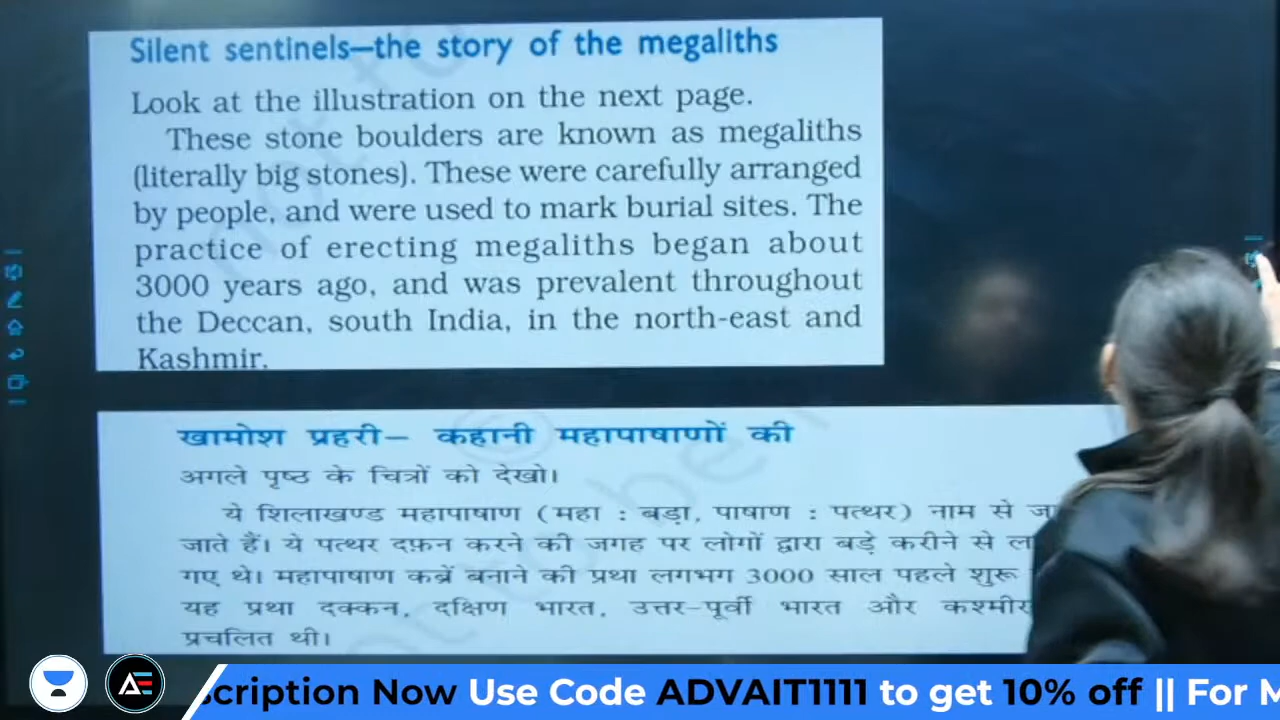 Silent sentinels—the story of the megaliths
Look at the illustration on the next page.
These stone boulders are known as megaliths
(literally big stones). These were carefully arranged
by people, and were used to mark burial sites. The
practice of erecting megaliths began about
3000 years ago, and was prevalent throughout
the Deccan, south India, in the north-east and
Kashmir.
खामोश प्रहरी– कहानी महापाषाणों की
अगले पृष्ठ के चित्रों को देखो।
ये शिलाखण्ड महापाषाण (महा : बड़ा, पाषाण : पत्थर) नाम से
जाते हैं। ये पत्थर दफ़न करने की जगह पर लोगों द्वारा बड़े करीने से
गए थे। महापाषाण कब्रें बनाने की प्रथा लगभग 3000 साल पहले शुरू
यह प्रथा दक्कन, दक्षिण भारत, उत्तर-पूर्वी भारत और कश्मीर
प्रचलित थी।
scription Now Use Code ADVAIT1111 to get 10% off || For M